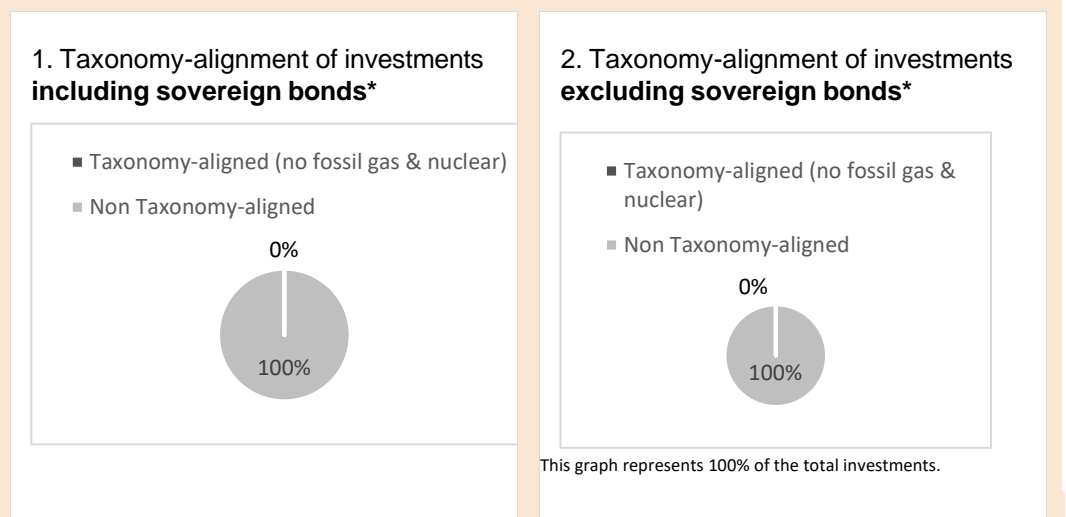 1. Taxonomy-alignment of investments
including sovereign bonds*
Taxonomy-aligned (no fossil gas & nuclear)
Non Taxonomy-aligned
0%
100%
2. Taxonomy-alignment of investments
excluding sovereign bonds*
Taxonomy-aligned (no fossil gas &
nuclear)
Non Taxonomy-aligned
0%
100%
This graph represents 100% of the total investments.